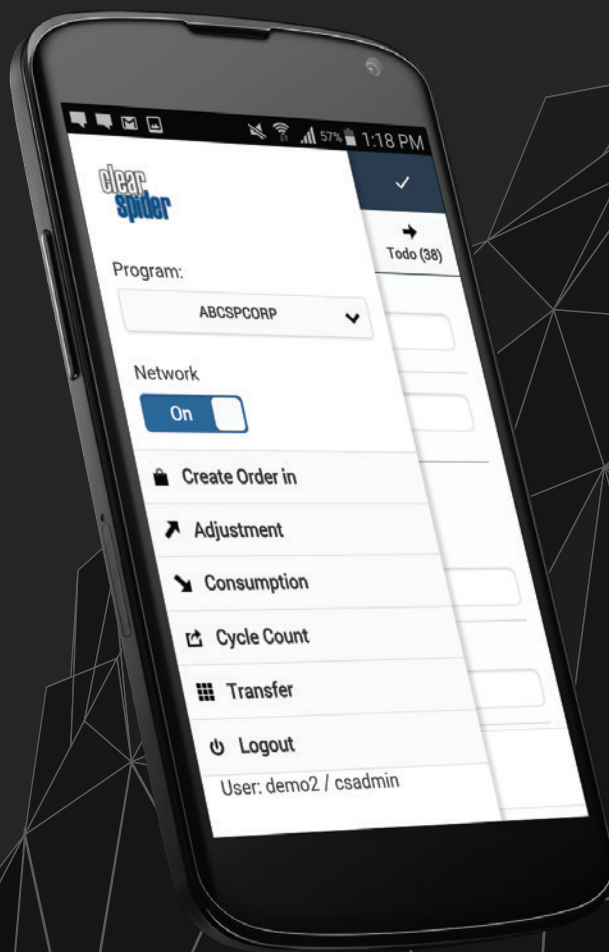 57% 1:18 PM
clear
spider
Todo (38)
Program:
ABCSPCORP
Network
On
Create Order in
Adjustment
Consumption
Cycle Count
Transfer
Logout
User: demo2 / csadmin